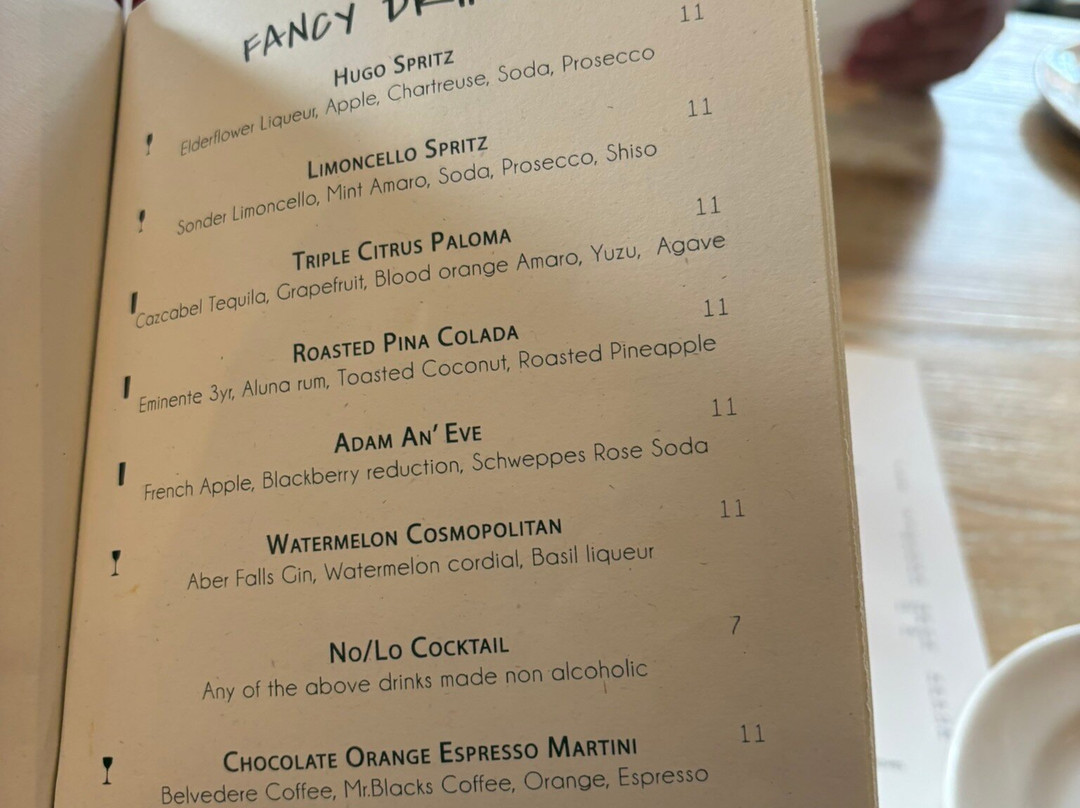 FANCY
11
HUGO SPRITZ
Elderflower Liqueur, Apple, Chartreuse, Soda, Prosecco
11
LIMONCELLO SPRITZ
Sonder Limoncello, Mint Amaro, Soda, Prosecco, Shiso
11
TRIPLE CITRUS PALOMA
Cazcabel Tequila, Grapefruit, Blood orange Amaro, Yuzu, Agave
11
ROASTED PINA COLADA
Eminente 3yr, Aluna rum, Toasted Coconut, Roasted Pineapple
11
ADAM AN' EVE
French Apple, Blackberry reduction, Schweppes Rose Soda
11
WATERMELON COSMOPOLITAN
Aber Falls Gin, Watermelon cordial, Basil liqueur
7
NO/LO COCKTAIL
Any of the above drinks made non alcoholic
11
CHOCOLATE ORANGE ESPRESSO MARTINI
Belvedere Coffee, Mr.Blacks Coffee, Orange, Espresso